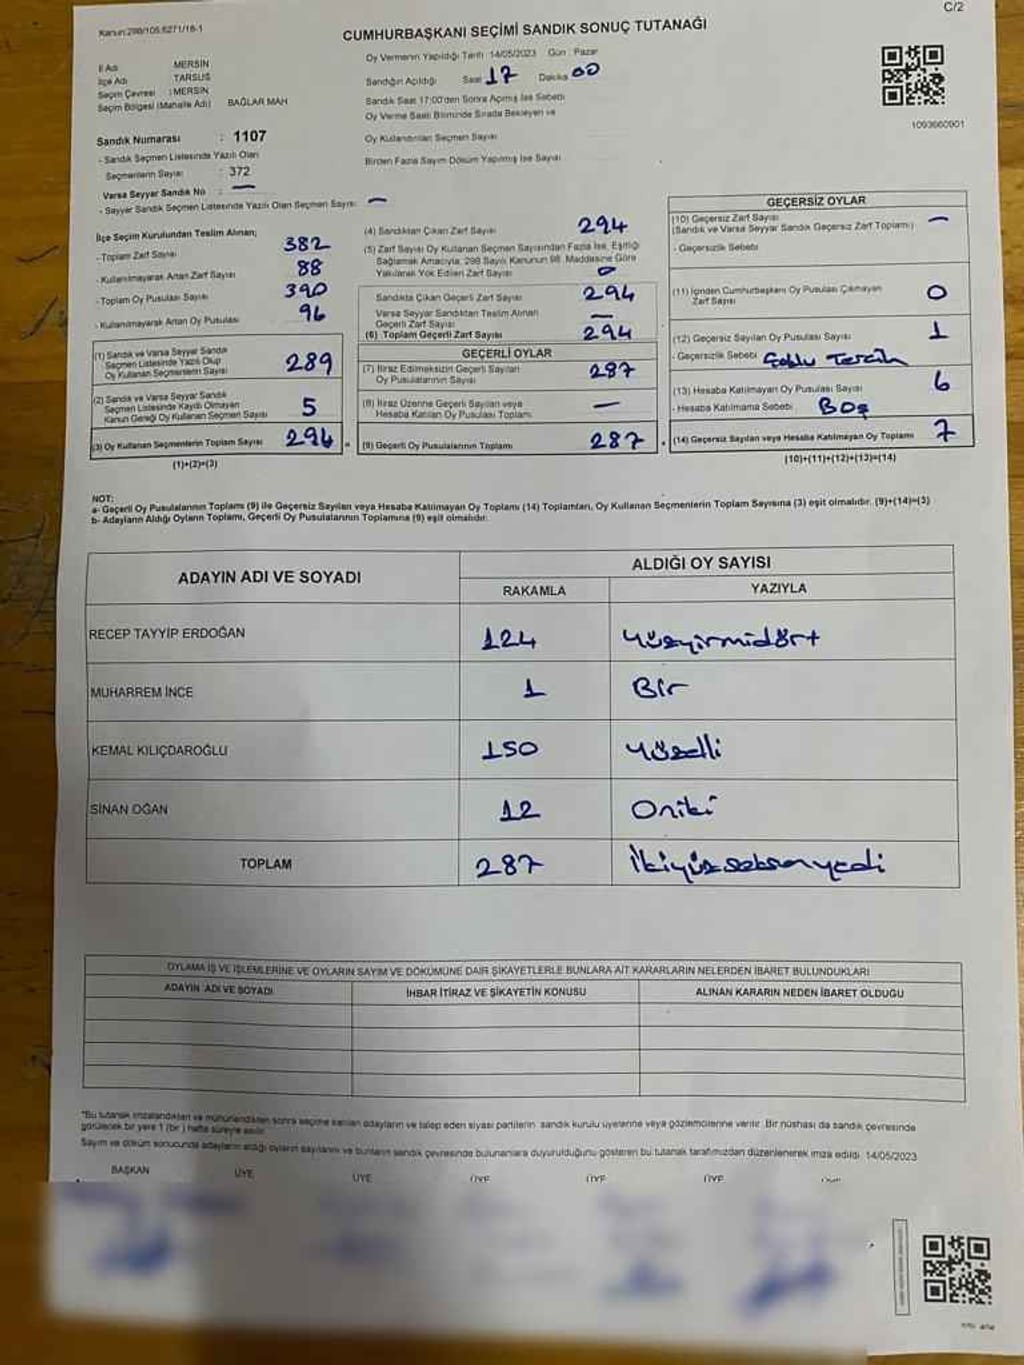 C/2
Kanun:298/105,6271/18-1
CUMHURBAŞKANI SEÇİMİ SANDIK SONUÇ TUTANAĞI
İl Adı : MERSİN
İlçe Adı TARSUS
Seçim Çevresi : MERSİN
Seçim Bölgesi (Mahalle Adı) BAĞLAR MAH
Sandık Numarası : 1107
- Sandık Seçmen Listesinde Yazılı Olan
Seçmenlerin Sayısı : 372
Varsa Seyyar Sandık No : —
- Seyyar Sandık Seçmen Listesinde Yazılı Olan Seçmen Sayısı —
Oy Vermenin Yapıldığı Tarih 14/05/2023 Gün : Pazar
Sandığın Açıldığı Saat 17 Dakika 00
Sandık Saat 17:00'den Sonra Açılmış İse Sebebi
Oy Verme Saati Bitiminde Sırada Bekleyen ve
Oy Kullandırılan Seçmen Sayısı
Birden Fazla Sayım Döküm Yapılmış İse Sayısı
1093660901
İlçe Seçim Kurulundan Teslim Alınan;
- Toplam Zarf Sayısı 382
- Kullanılmayarak Artan Zarf Sayısı 88
- Toplam Oy Pusulası Sayısı 390
- Kullanılmayarak Artan Oy Pusulası 96
(1) Sandık ve Varsa Seyyar Sandık
Seçmen Listesinde Yazılı Olup
Oy Kullanan Seçmenlerin Sayısı 289
(2) Sandık ve Varsa Seyyar Sandık
Seçmen Listesinde Kaydı Olmayan
Kanun Gereği Oy Kullanan Seçmen Sayısı 5
(3) Oy Kullanan Seçmenlerin Toplam Sayısı 294
(1)+(2)=(3)
(4) Sandıktan Çıkan Zarf Sayısı 294
(5) Zarf Sayısı Oy Kullanan Seçmen Sayısından Fazla İse, Eşitliği
Sağlamak Amacıyla, 298 Sayılı Kanunun 98. Maddesine Göre
Yakılarak Yok Edilen Zarf Sayısı 0
Sandıkta Çıkan Geçerli Zarf Sayısı 294
Varsa Seyyar Sandıktan Teslim Alınan
Geçerli Zarf Sayısı —
(6) Toplam Geçerli Zarf Sayısı 294
GEÇERLİ OYLAR
(7) İtiraz Edilmeksizin Geçerli Sayılan
Oy Pusulalarının Sayısı 287
(8) İtiraz Üzerine Geçerli Sayılan veya
Hesaba Katılan Oy Pusulası Toplamı —
(9) Geçerli Oy Pusulalarının Toplamı 287
GEÇERSİZ OYLAR
(10) Geçersiz Zarf Sayısı
(Sandık ve Varsa Seyyar Sandık Geçersiz Zarf Toplamı) —
- Geçersizlik Sebebi
(11) İçinden Cumhurbaşkanı Oy Pusulası Çıkmayan
Zarf Sayısı 0
(12) Geçersiz Sayılan Oy Pusulası Sayısı 1
- Geçersizlik Sebebi Çoklu Tercih
(13) Hesaba Katılmayan Oy Pusulası Sayısı 6
- Hesaba Katılmama Sebebi Boş
(14) Geçersiz Sayılan veya Hesaba Katılmayan Oy Toplamı 7
(10)+(11)+(12)+(13)=(14)
NOT:
a- Geçerli Oy Pusulalarının Toplamı (9) ile Geçersiz Sayılan veya Hesaba Katılmayan Oy Toplamı (14) Toplamları, Oy Kullanan Seçmenlerin Toplam Sayısına (3) eşit olmalıdır. (9)+(14)=(3)
b- Adayların Aldığı Oyların Toplamı, Geçerli Oy Pusulalarının Toplamına (9) eşit olmalıdır.
ADAYIN ADI VE SOYADI
ALDIĞI OY SAYISI
RAKAMLA YAZIYLA
RECEP TAYYİP ERDOĞAN 124 Yüzyirmidört
MUHARREM İNCE 1 Bir
KEMAL KILIÇDAROĞLU 150 Yüzelli
SİNAN OĞAN 12 Oniki
TOPLAM 287 İkiyüzseksenyedi
OYLAMA İŞ VE İŞLEMLERİNE VE OYLARIN SAYIM VE DÖKÜMÜNE DAİR ŞİKAYETLERLE BUNLARA AİT KARARLARIN NELERDEN İBARET BULUNDUKLARI
ADAYIN ADI VE SOYADI İHBAR İTİRAZ VE ŞİKAYETİN KONUSU ALINAN KARARIN NEDEN İBARET OLDUĞU
*Bu tutanak imzalandıktan ve mühürlendikten sonra seçime katılan adayların ve talep eden siyasi partilerin sandık kurulu üyelerine veya gözlemcilerine verilir. Bir nüshası da sandık çevresinde
görülecek bir yere 1 (bir) hafta süreyle asılır.
Sayım ve döküm sonucunda adayların aldığı oyların sayılarını ve bunların sandık çevresinde bulunanlara duyurulduğunu gösteren bu tutanak tarafımızdan düzenlenerek imza edildi. 14/05/2023
BAŞKAN ÜYE ÜYE ÜYE ÜYE ÜYE